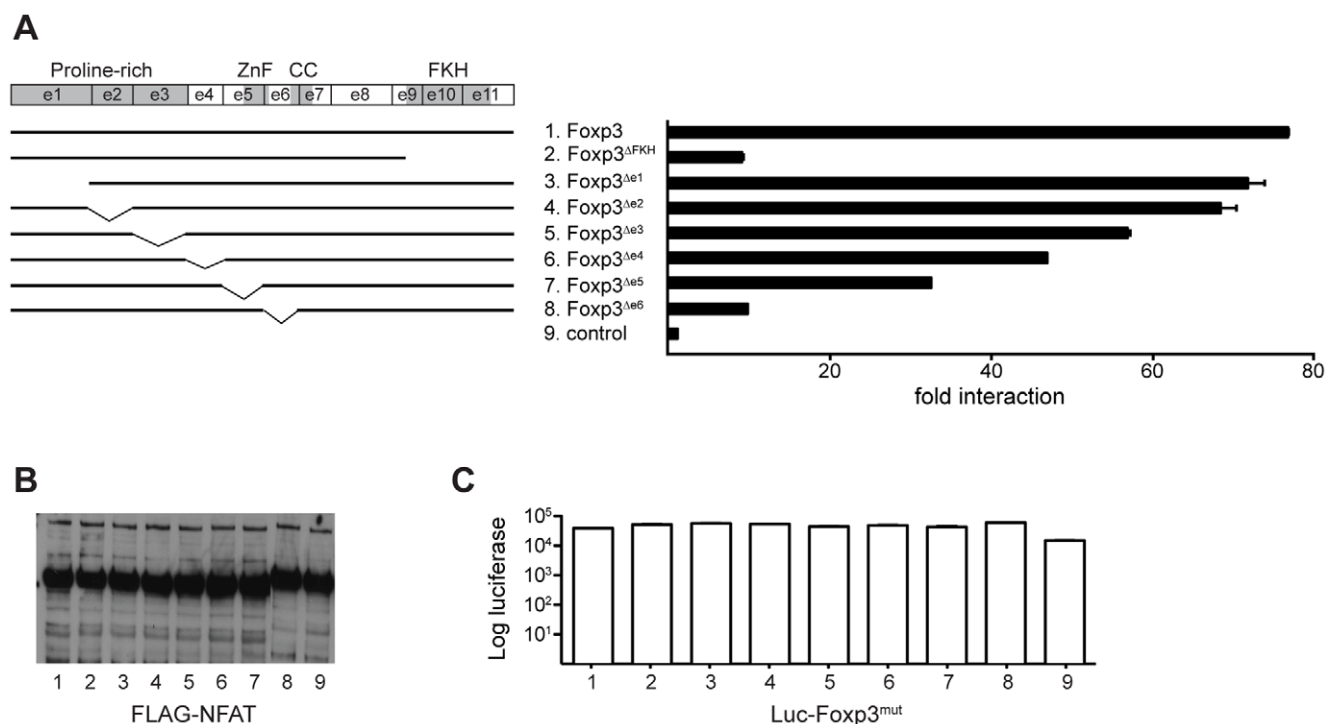 A
Proline-rich ZnF CC FKH
e1 e2 e3 e4 e5 e6 e7 e8 e9 e10 e11
1. Foxp3
2. Foxp3ΔFKH
3. Foxp3Δe1
4. Foxp3Δe2
5. Foxp3Δe3
6. Foxp3Δe4
7. Foxp3Δe5
8. Foxp3Δe6
9. control
20 40 60 80
fold interaction
B
1 2 3 4 5 6 7 8 9
FLAG-NFAT
C
Log luciferase
10⁵
10⁴
10³
10²
10¹
1 2 3 4 5 6 7 8 9
Luc-Foxp3mut